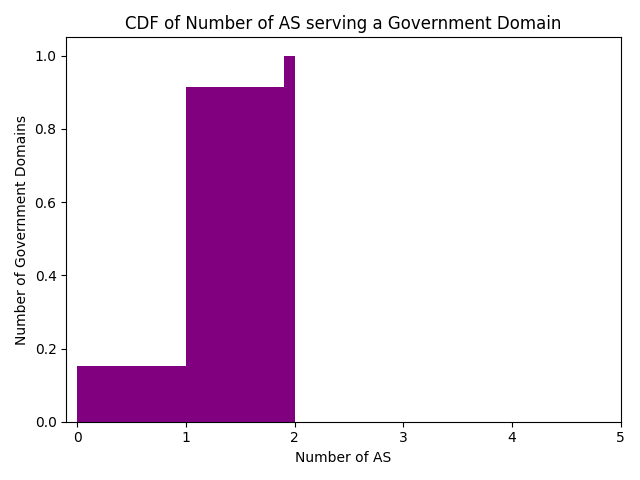 CDF of Number of AS serving a Government Domain
1.0
0.8
0.6
0.4
0.2
0.0
Number of Government Domains
0 1 2 3 4 5
Number of AS